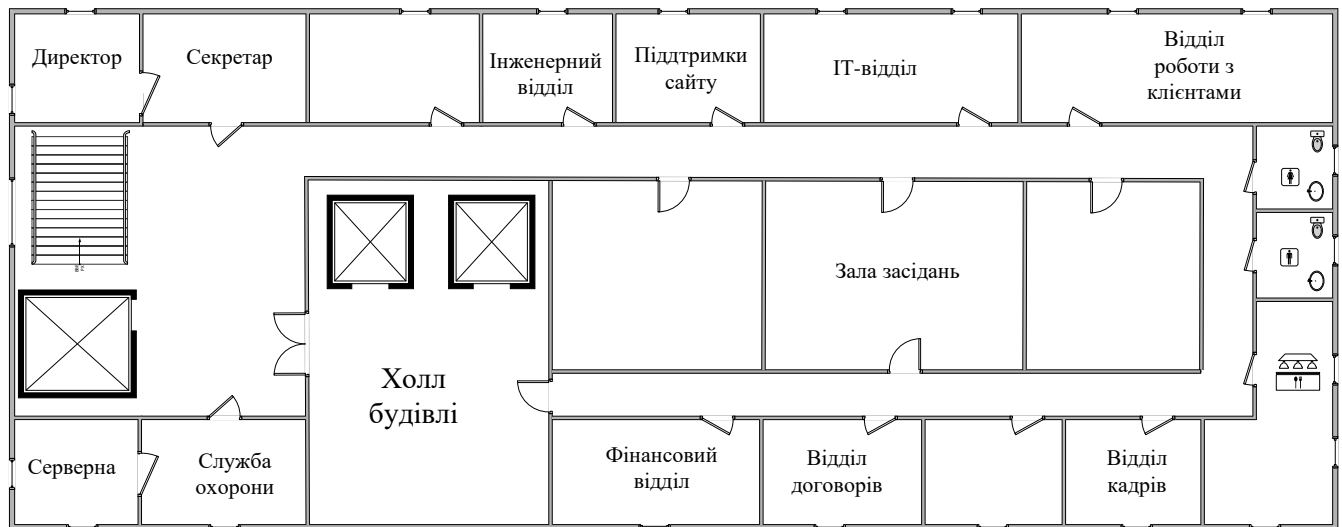 Директор
Секретар
Інженерний
відділ
Піддтримки
сайту
ІТ-відділ
Відділ
роботи з
клієнтами
Зала засідань
Холл
будівлі
Серверна
Служба
охорони
Фінансовий
відділ
Відділ
договорів
Відділ
кадрів